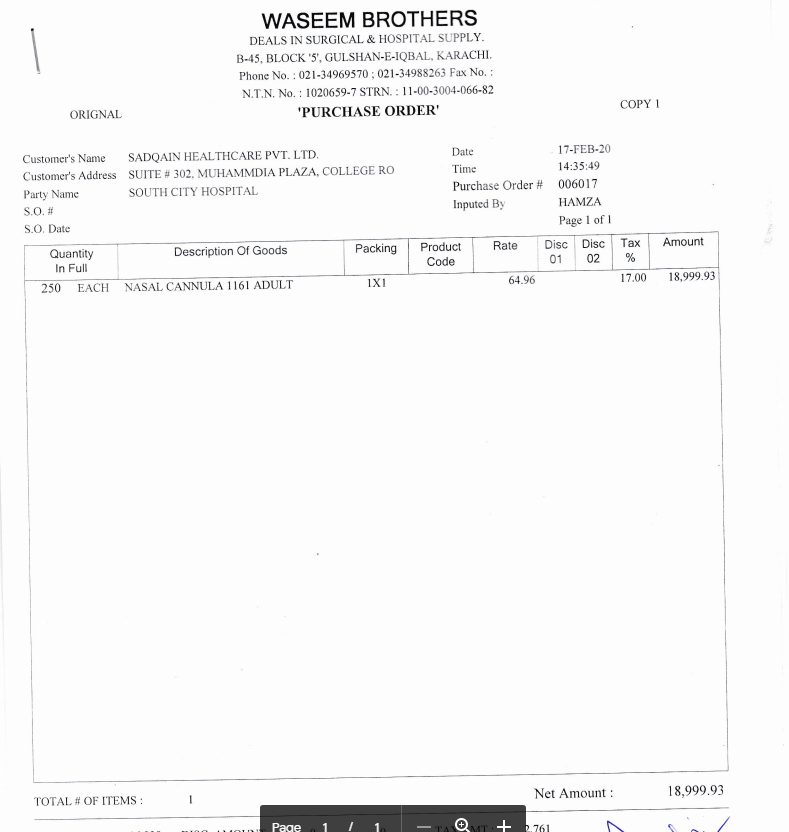 WASEEM BROTHERS
DEALS IN SURGICAL & HOSPITAL SUPPLY.
B-45, BLOCK '5', GULSHAN-E-IQBAL, KARACHI.
Phone No. : 021-34969570 ; 021-34988263 Fax No. :
N.T.N. No. : 1020659-7 STRN. : 11-00-3004-066-82
ORIGNAL 'PURCHASE ORDER' COPY 1
Customer's Name SADQAIN HEALTHCARE PVT. LTD. Date 17-FEB-20
Customer's Address SUITE # 302, MUHAMMDIA PLAZA, COLLEGE RO Time 14:35:49
Party Name SOUTH CITY HOSPITAL Purchase Order # 006017
S.O. # Inputed By HAMZA
S.O. Date Page 1 of 1
Quantity In Full Description Of Goods Packing Product Code Rate Disc 01 Disc 02 Tax % Amount
250 EACH NASAL CANNULA 1161 ADULT 1X1 64.96 17.00 18,999.93
TOTAL # OF ITEMS : 1 Net Amount : 18,999.93
Page 1 / 1